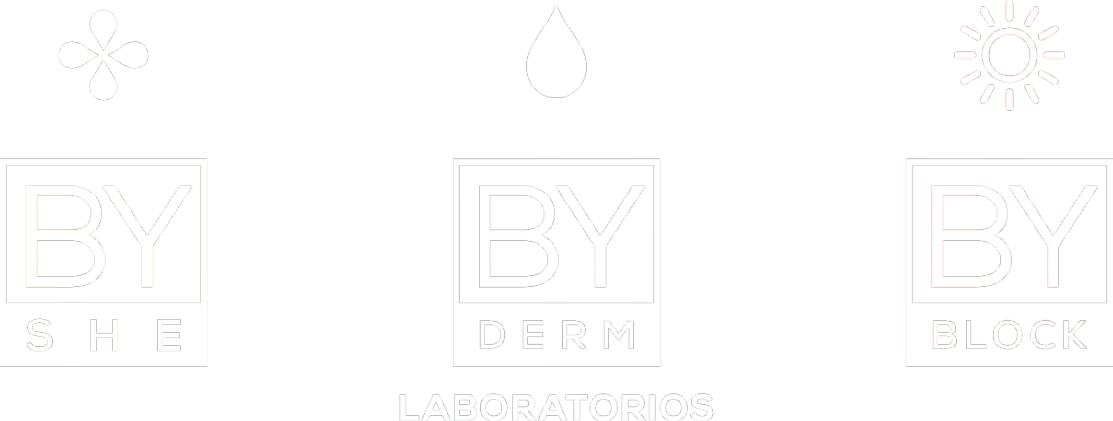 BY
SHE
BY
DERM
BY
BLOCK
LABORATORIOS